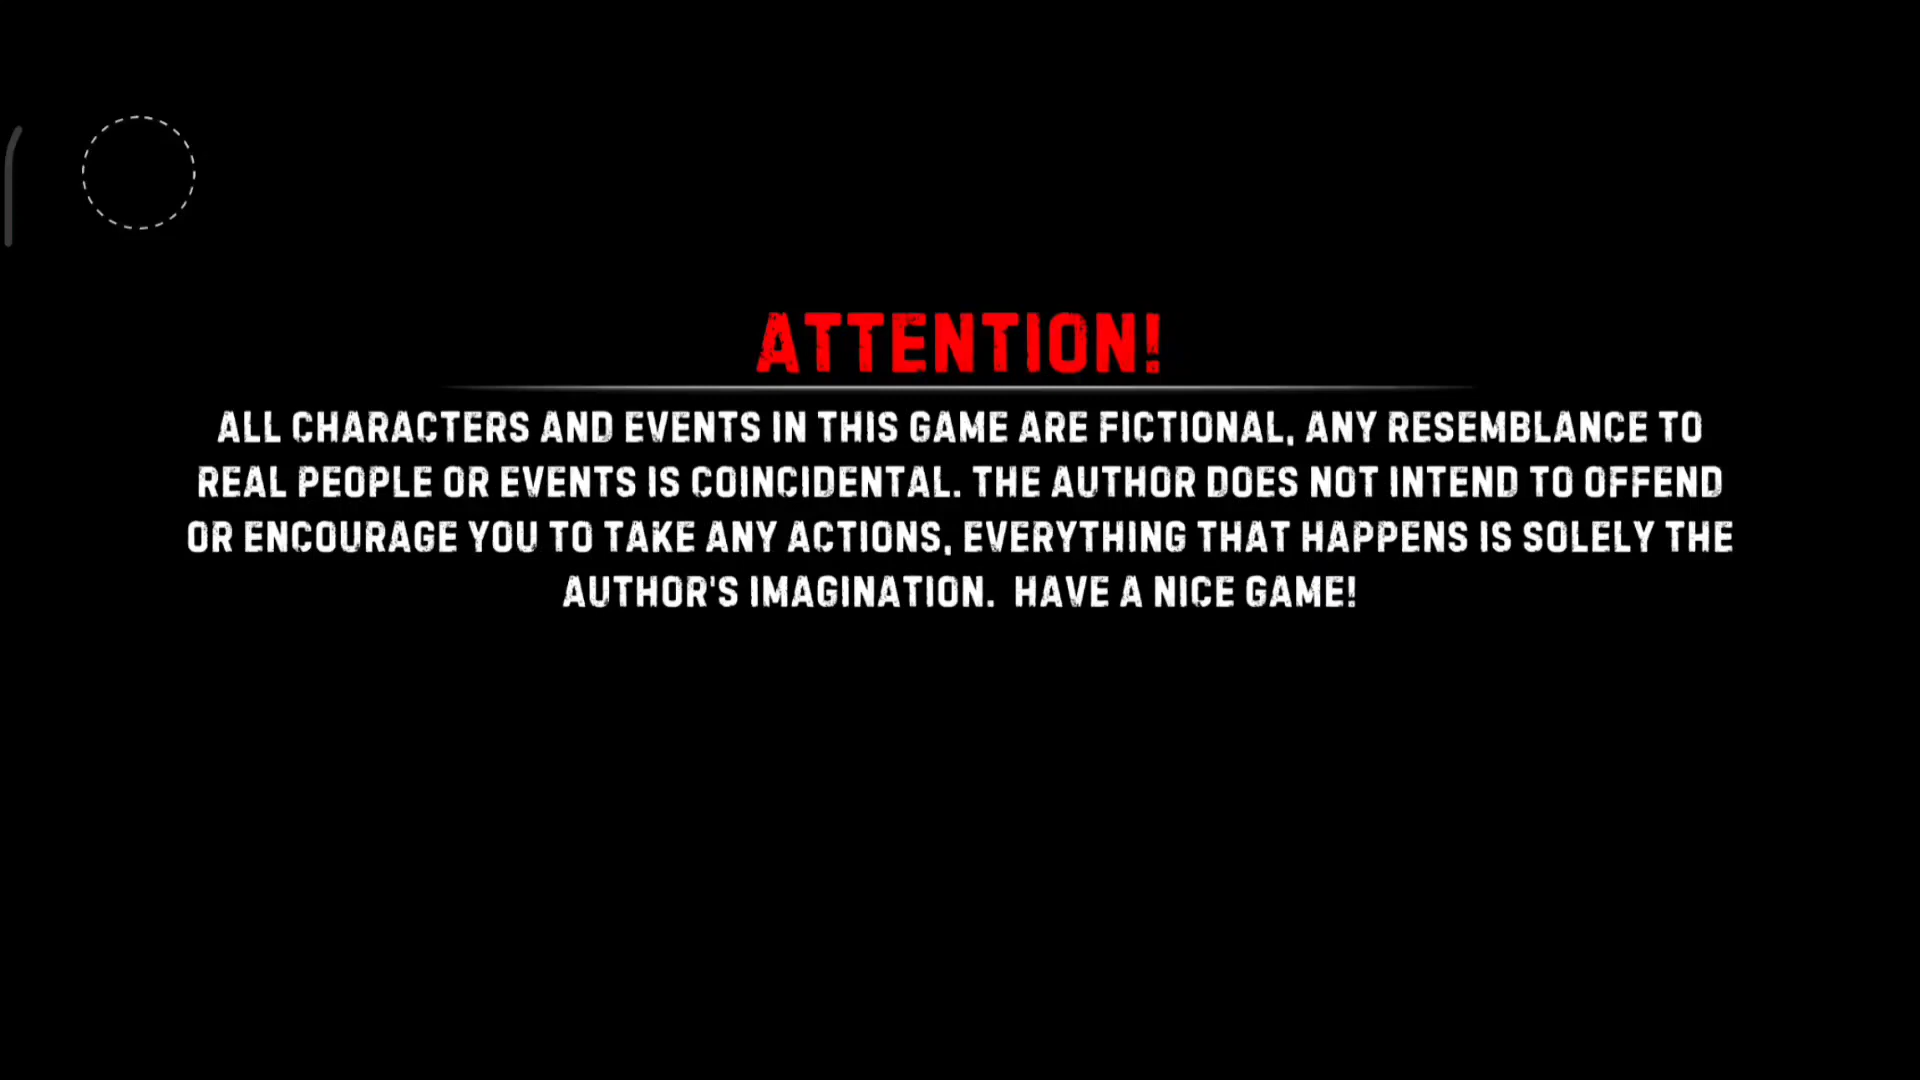 ATTENTION!
ALL CHARACTERS AND EVENTS IN THIS GAME ARE FICTIONAL, ANY RESEMBLANCE TO
REAL PEOPLE OR EVENTS IS COINCIDENTAL. THE AUTHOR DOES NOT INTEND TO OFFEND
OR ENCOURAGE YOU TO TAKE ANY ACTIONS, EVERYTHING THAT HAPPENS IS SOLELY THE
AUTHOR'S IMAGINATION.  HAVE A NICE GAME!